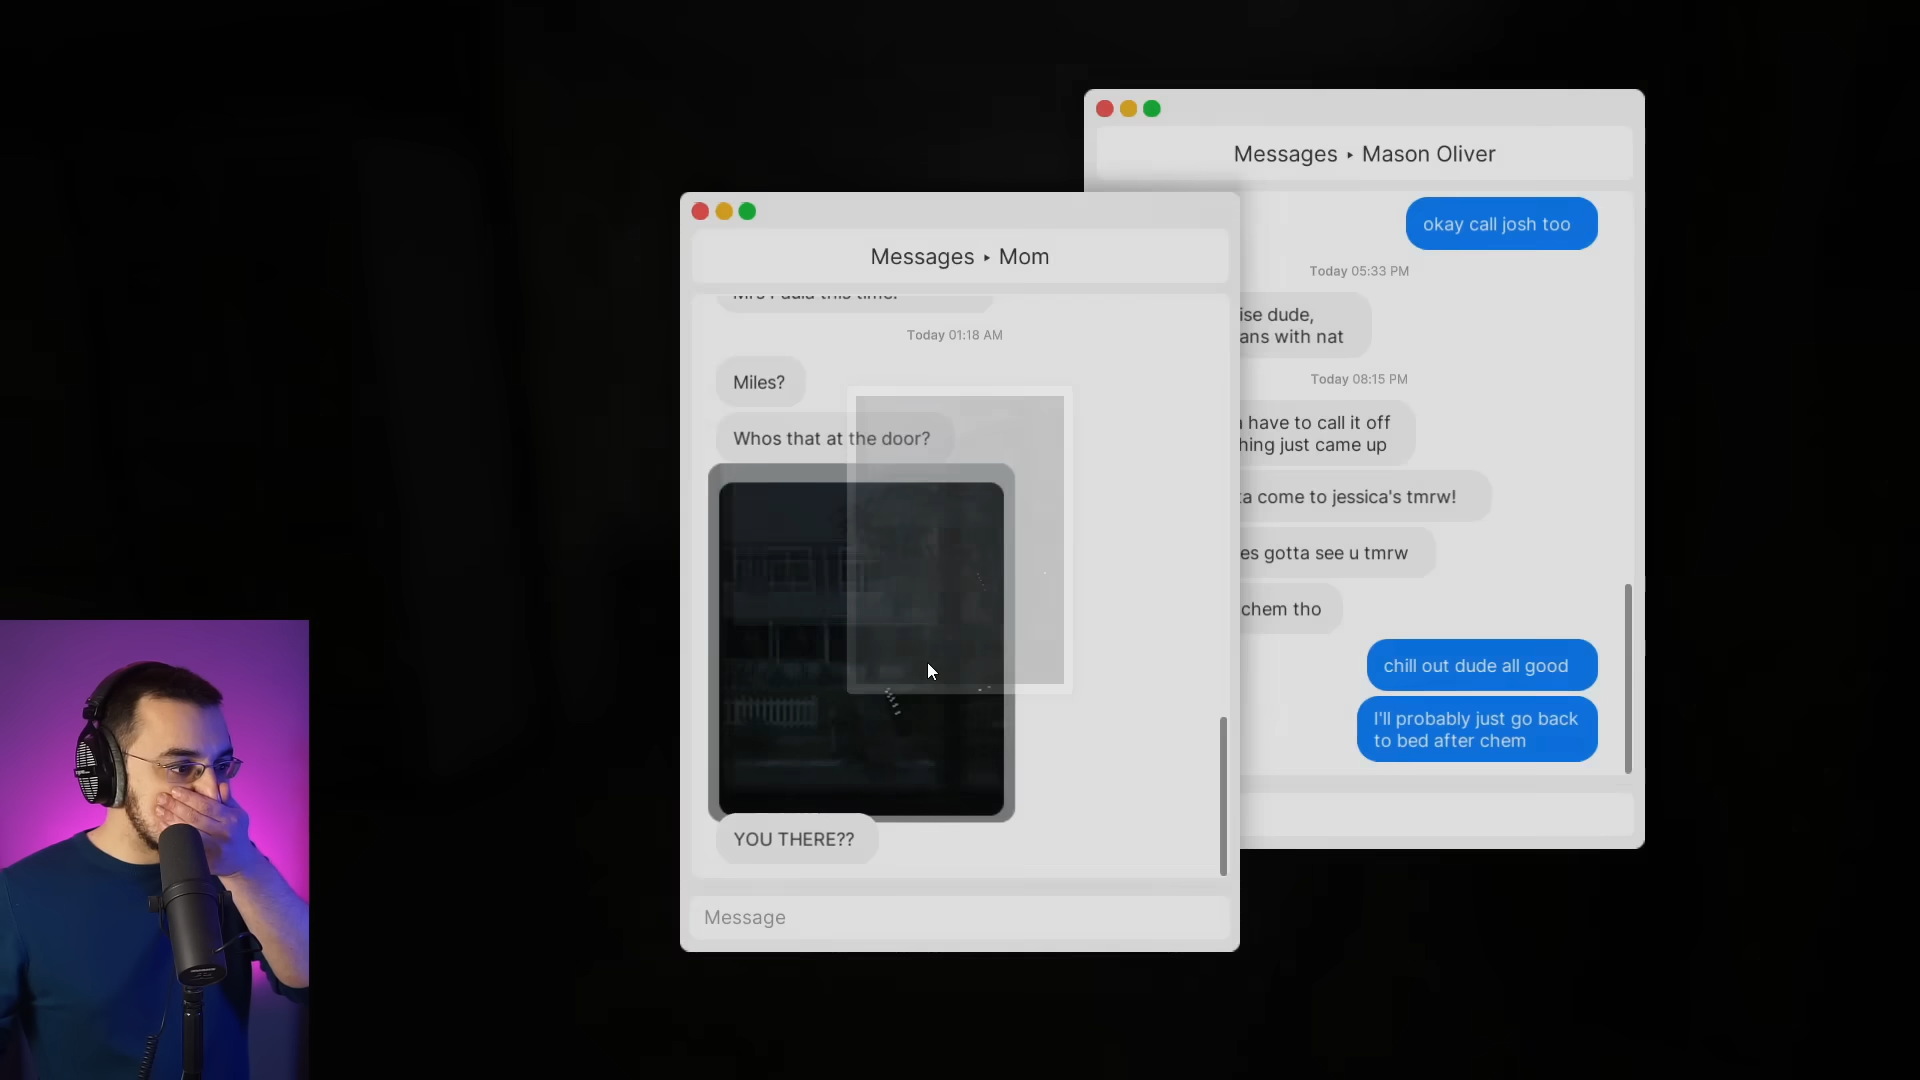 Messages ▸ Mason Oliver
okay call josh too
Today 05:33 PM
ise dude,
ans with nat
Today 08:15 PM
have to call it off
hing just came up
ta come to jessica's tmrw!
es gotta see u tmrw
chem tho
chill out dude all good
I'll probably just go back
to bed after chem
Messages ▸ Mom
this time!
Today 01:18 AM
Miles?
Whos that at the door?
YOU THERE??
Message